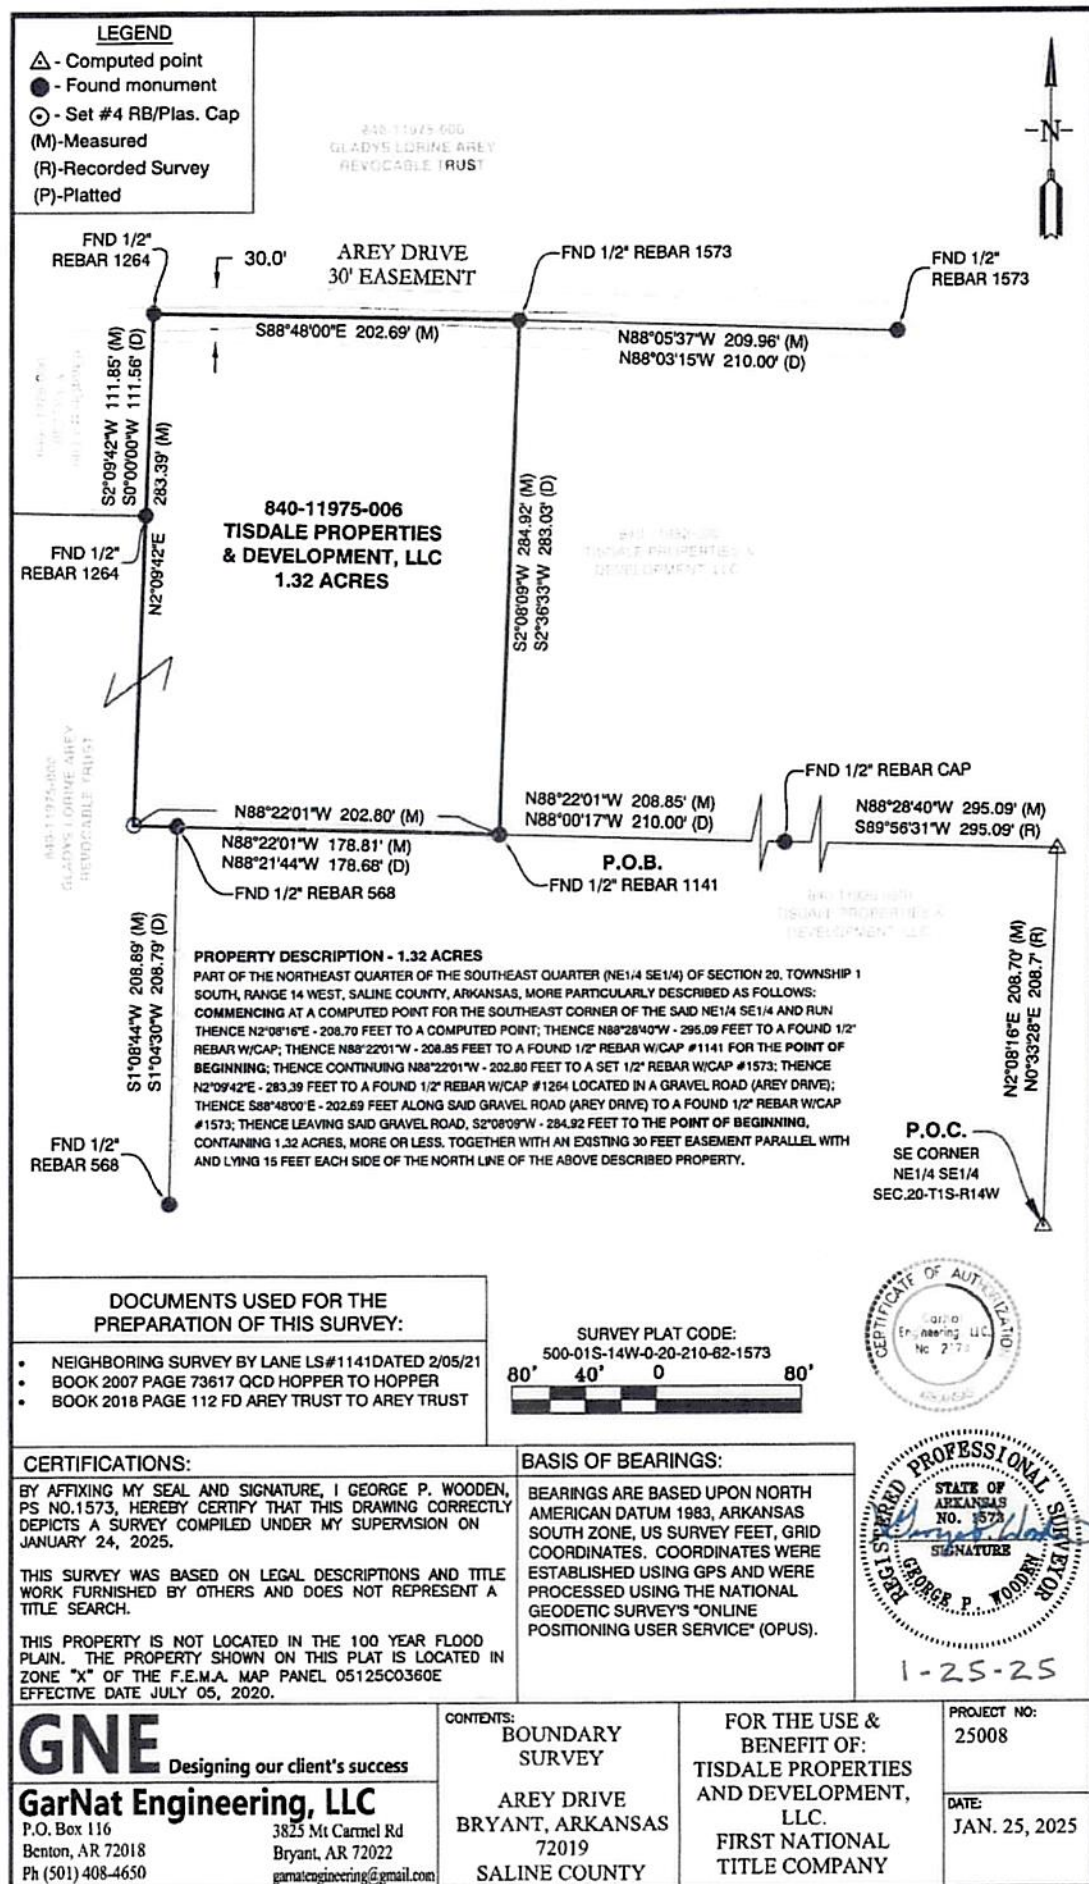 LEGEND
- Computed point
- Found monument
- Set #4 RB/Plas. Cap
(M)-Measured
(R)-Recorded Survey
(P)-Platted
840-11975-000
GLADYS LORINE AREY
REVOCABLE TRUST
N
FND 1/2"
REBAR 1264
30.0'
AREY DRIVE
30' EASEMENT
FND 1/2" REBAR 1573
FND 1/2"
REBAR 1573
S88°48'00"E 202.69' (M)
N88°05'37"W 209.96' (M)
N88°03'15"W 210.00' (D)
S2°09'42"W 111.85' (M)
S0°00'00"W 111.56' (D)
283.39' (M)
N2°09'42"E
FND 1/2"
REBAR 1264
840-11975-006
TISDALE PROPERTIES
& DEVELOPMENT, LLC
1.32 ACRES
S2°08'09"W 284.92' (M)
S2°36'33"W 283.03' (D)
TISDALE PROPERTIES &
DEVELOPMENT LLC
GLADYS LORINE AREY
REVOCABLE TRUST
N88°22'01"W 202.80' (M)
N88°22'01"W 178.81' (M)
N88°21'44"W 178.68' (D)
FND 1/2" REBAR 568
N88°22'01"W 208.85' (M)
N88°00'17"W 210.00' (D)
P.O.B.
FND 1/2" REBAR 1141
FND 1/2" REBAR CAP
N88°28'40"W 295.09' (M)
S89°56'31"W 295.09' (R)
TISDALE PROPERTIES &
DEVELOPMENT LLC
S1°08'44"W 208.89' (M)
S1°04'30"W 208.79' (D)
FND 1/2"
REBAR 568
N2°08'16"E 208.70' (M)
N0°33'28"E 208.7' (R)
P.O.C.
SE CORNER
NE1/4 SE1/4
SEC.20-T1S-R14W
PROPERTY DESCRIPTION - 1.32 ACRES
PART OF THE NORTHEAST QUARTER OF THE SOUTHEAST QUARTER (NE1/4 SE1/4) OF SECTION 20, TOWNSHIP 1
SOUTH, RANGE 14 WEST, SALINE COUNTY, ARKANSAS, MORE PARTICULARLY DESCRIBED AS FOLLOWS:
COMMENCING AT A COMPUTED POINT FOR THE SOUTHEAST CORNER OF THE SAID NE1/4 SE1/4 AND RUN
THENCE N2°08'16"E - 208.70 FEET TO A COMPUTED POINT; THENCE N88°28'40"W - 295.09 FEET TO A FOUND 1/2"
REBAR W/CAP; THENCE N88°22'01"W - 208.85 FEET TO A FOUND 1/2" REBAR W/CAP #1141 FOR THE POINT OF
BEGINNING; THENCE CONTINUING N88°22'01"W - 202.80 FEET TO A SET 1/2" REBAR W/CAP #1573; THENCE
N2°09'42"E - 283.39 FEET TO A FOUND 1/2" REBAR W/CAP #1264 LOCATED IN A GRAVEL ROAD (AREY DRIVE);
THENCE S88°48'00"E - 202.69 FEET ALONG SAID GRAVEL ROAD (AREY DRIVE) TO A FOUND 1/2" REBAR W/CAP
#1573; THENCE LEAVING SAID GRAVEL ROAD, S2°08'09"W - 284.92 FEET TO THE POINT OF BEGINNING,
CONTAINING 1.32 ACRES, MORE OR LESS. TOGETHER WITH AN EXISTING 30 FEET EASEMENT PARALLEL WITH
AND LYING 15 FEET EACH SIDE OF THE NORTH LINE OF THE ABOVE DESCRIBED PROPERTY.
DOCUMENTS USED FOR THE
PREPARATION OF THIS SURVEY:
• NEIGHBORING SURVEY BY LANE LS#1141DATED 2/05/21
• BOOK 2007 PAGE 73617 QCD HOPPER TO HOPPER
• BOOK 2018 PAGE 112 FD AREY TRUST TO AREY TRUST
SURVEY PLAT CODE:
500-01S-14W-0-20-210-62-1573
80' 40' 0 80'
CERTIFICATE OF AUTHORIZATION
GarNat
Engineering, LLC.
No.
ARKANSAS
CERTIFICATIONS:
BY AFFIXING MY SEAL AND SIGNATURE, I GEORGE P. WOODEN,
PS NO.1573, HEREBY CERTIFY THAT THIS DRAWING CORRECTLY
DEPICTS A SURVEY COMPILED UNDER MY SUPERVISION ON
JANUARY 24, 2025.
THIS SURVEY WAS BASED ON LEGAL DESCRIPTIONS AND TITLE
WORK FURNISHED BY OTHERS AND DOES NOT REPRESENT A
TITLE SEARCH.
THIS PROPERTY IS NOT LOCATED IN THE 100 YEAR FLOOD
PLAIN. THE PROPERTY SHOWN ON THIS PLAT IS LOCATED IN
ZONE "X" OF THE F.E.M.A. MAP PANEL 05125C0360E
EFFECTIVE DATE JULY 05, 2020.
BASIS OF BEARINGS:
BEARINGS ARE BASED UPON NORTH
AMERICAN DATUM 1983, ARKANSAS
SOUTH ZONE, US SURVEY FEET, GRID
COORDINATES. COORDINATES WERE
ESTABLISHED USING GPS AND WERE
PROCESSED USING THE NATIONAL
GEODETIC SURVEY'S "ONLINE
POSITIONING USER SERVICE" (OPUS).
REGISTERED PROFESSIONAL SURVEYOR
STATE OF
ARKANSAS
NO. 1573
SIGNATURE
GEORGE P. WOODEN
1-25-25
GNE Designing our client's success
GarNat Engineering, LLC
P.O. Box 116
Benton, AR 72018
Ph (501) 408-4650
3825 Mt Carmel Rd
Bryant, AR 72022
garnatengineering@gmail.com
CONTENTS:
BOUNDARY
SURVEY
AREY DRIVE
BRYANT, ARKANSAS
72019
SALINE COUNTY
FOR THE USE &
BENEFIT OF:
TISDALE PROPERTIES
AND DEVELOPMENT,
LLC.
FIRST NATIONAL
TITLE COMPANY
PROJECT NO:
25008
DATE:
JAN. 25, 2025